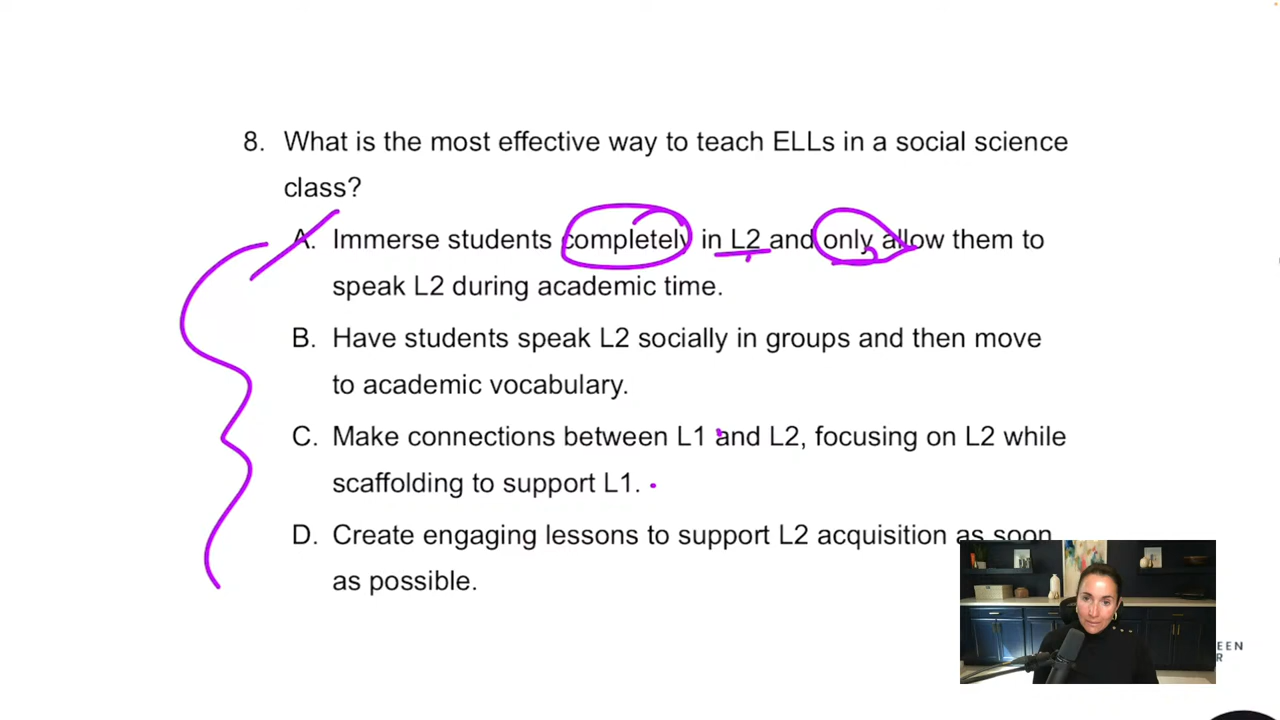 8. What is the most effective way to teach ELLs in a social science
class?
A. Immerse students completely in L2 and only allow them to
speak L2 during academic time.
B. Have students speak L2 socially in groups and then move
to academic vocabulary.
C. Make connections between L1 and L2, focusing on L2 while
scaffolding to support L1.
D. Create engaging lessons to support L2 acquisition as soon
as possible.
EEN
R